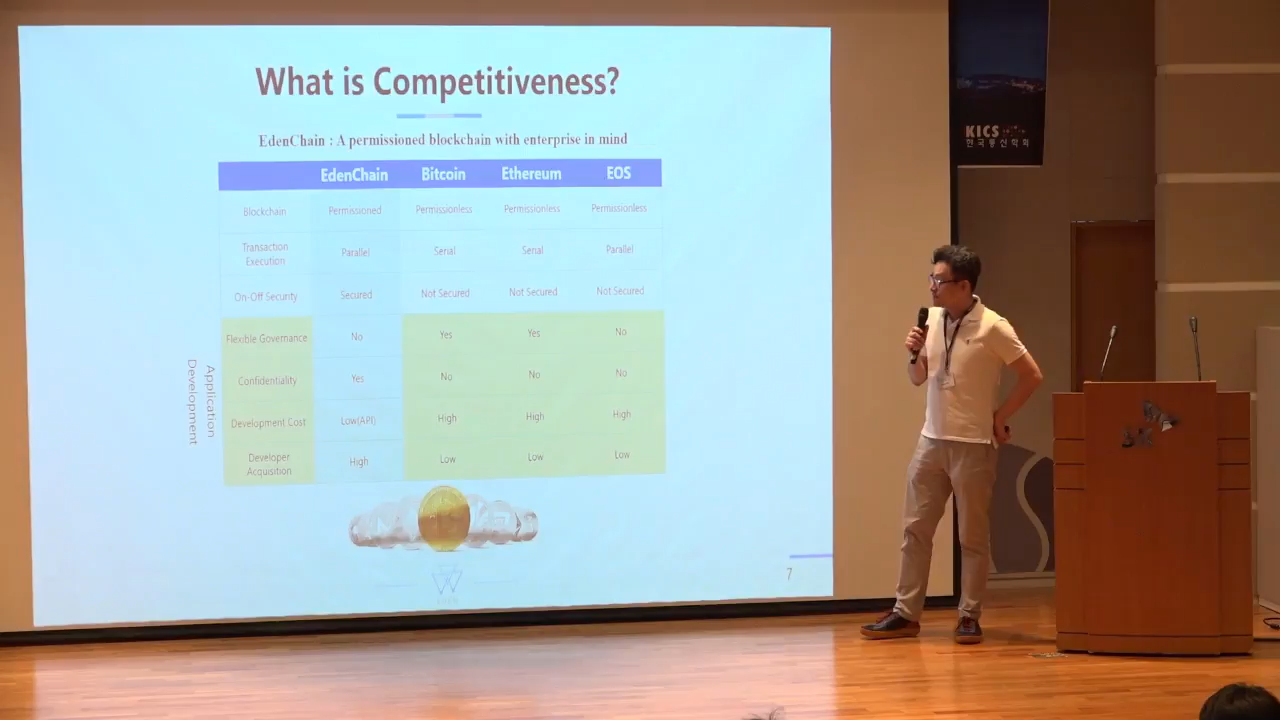 What is Competitiveness?
EdenChain : A permissioned blockchain with enterprise in mind
EdenChain Bitcoin Ethereum EOS
Blockchain Permissioned Permissionless Permissionless Permissionless
Transaction Execution Parallel Serial Serial Parallel
On-Off Security Secured Not Secured Not Secured Not Secured
Flexible Governance No Yes Yes No
Confidentiality Yes No No No
Development Cost Low(API) High High High
Developer Acquisition High Low Low Low
Application
Development
7
KICS
한국통신학회